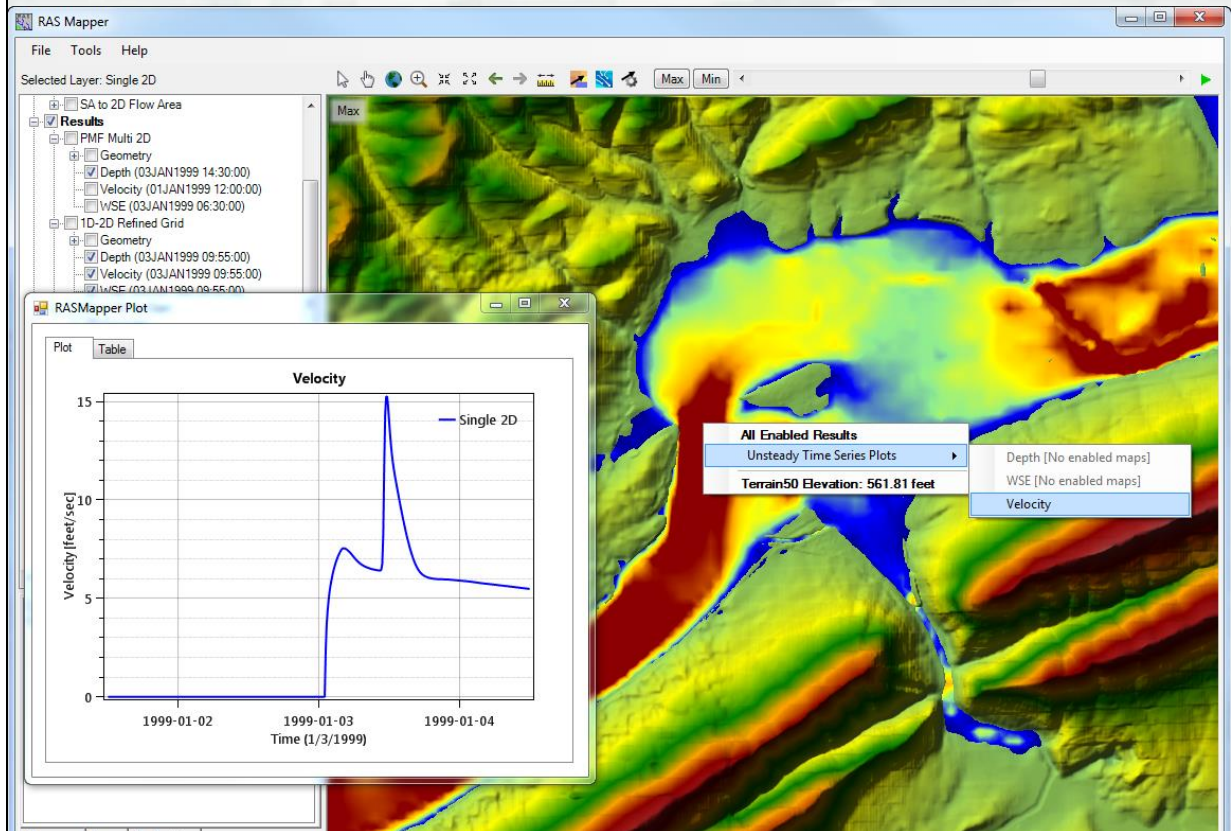 RAS Mapper
File Tools Help
Selected Layer: Single 2D
Max Min
SA to 2D Flow Area
Results
PMF Multi 2D
Geometry
Depth (03JAN1999 14:30:00)
Velocity (01JAN1999 12:00:00)
WSE (03JAN1999 06:30:00)
1D-2D Refined Grid
Geometry
Depth (03JAN1999 09:55:00)
Velocity (03JAN1999 09:55:00)
WSE (03JAN1999 09:55:00)
Max
RASMapper Plot
Plot Table
Velocity
Single 2D
Velocity [feet/sec]
15
10
5
0
1999-01-02 1999-01-03 1999-01-04
Time (1/3/1999)
All Enabled Results
Unsteady Time Series Plots
Terrain50 Elevation: 561.81 feet
Depth [No enabled maps]
WSE [No enabled maps]
Velocity